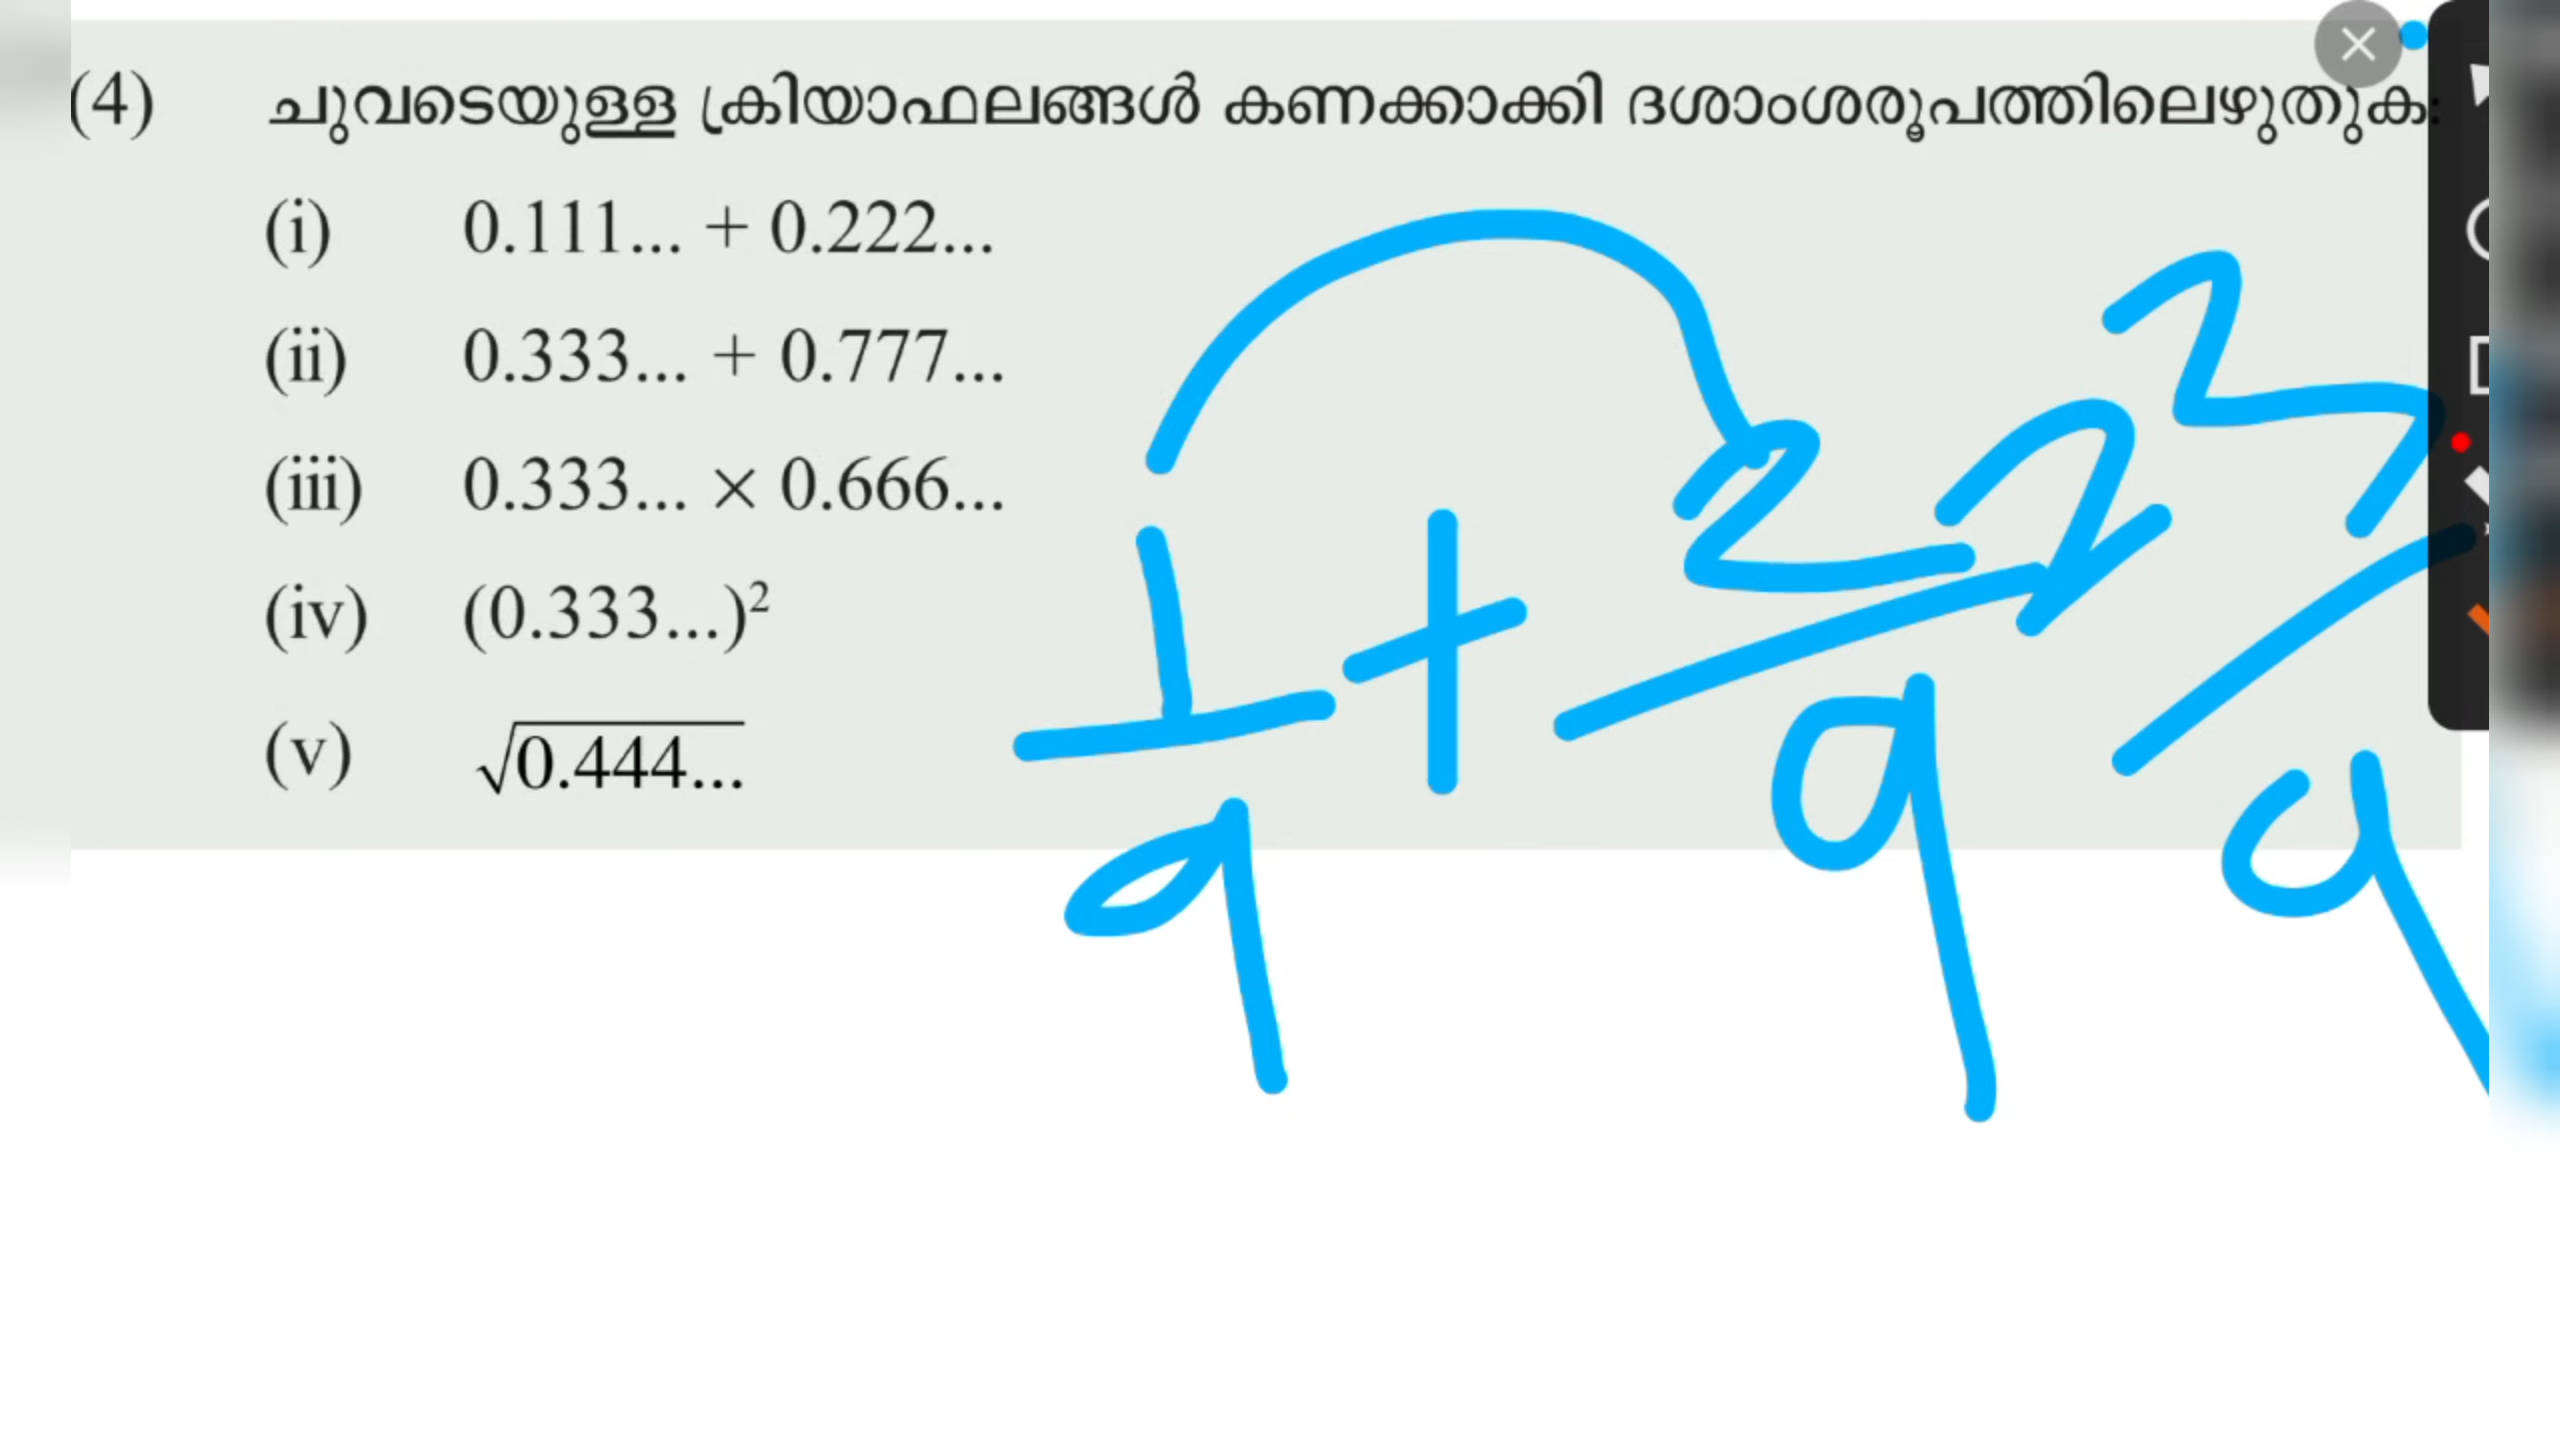 (4) ചുവടെയുള്ള ക്രിയാഫലങ്ങൾ കണക്കാക്കി ദശാംശരൂപത്തിലെഴുതുക:
(i) 0.111... + 0.222...
(ii) 0.333... + 0.777...
(iii) 0.333... × 0.666...
(iv) (0.333...)²
(v) √0.444...
1/9 + 2/9 = 3/9